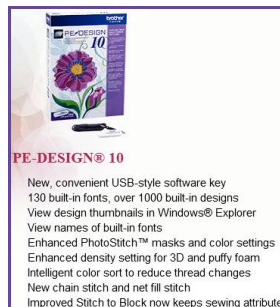 brother
PE-DESIGN
10
PE-DESIGN® 10
New, convenient USB-style software key
130 built-in fonts, over 1000 built-in designs
View design thumbnails in Windows® Explorer
View names of built-in fonts
Enhanced PhotoStitch™ masks and color settings
Enhanced density setting for 3D and puffy foam
Intelligent color sort to reduce thread changes
New chain stitch and net fill stitch
Improved Stitch to Block now keeps sewing attribute